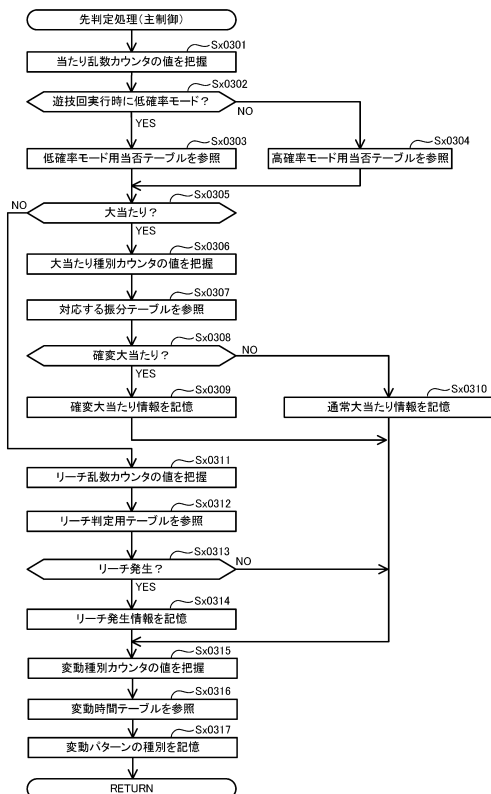 先判定処理(主制御)
Sx0301
当たり乱数カウンタの値を把握
Sx0302
遊技回実行時に低確率モード?
NO
YES
Sx0303
低確率モード用当否テーブルを参照
Sx0304
高確率モード用当否テーブルを参照
Sx0305
NO
大当たり?
YES
Sx0306
大当たり種別カウンタの値を把握
Sx0307
対応する振分テーブルを参照
Sx0308
確変大当たり?
NO
YES
Sx0309
確変大当たり情報を記憶
Sx0310
通常大当たり情報を記憶
Sx0311
リーチ乱数カウンタの値を把握
Sx0312
リーチ判定用テーブルを参照
Sx0313
リーチ発生?
NO
YES
Sx0314
リーチ発生情報を記憶
Sx0315
変動種別カウンタの値を把握
Sx0316
変動時間テーブルを参照
Sx0317
変動パターンの種別を記憶
RETURN